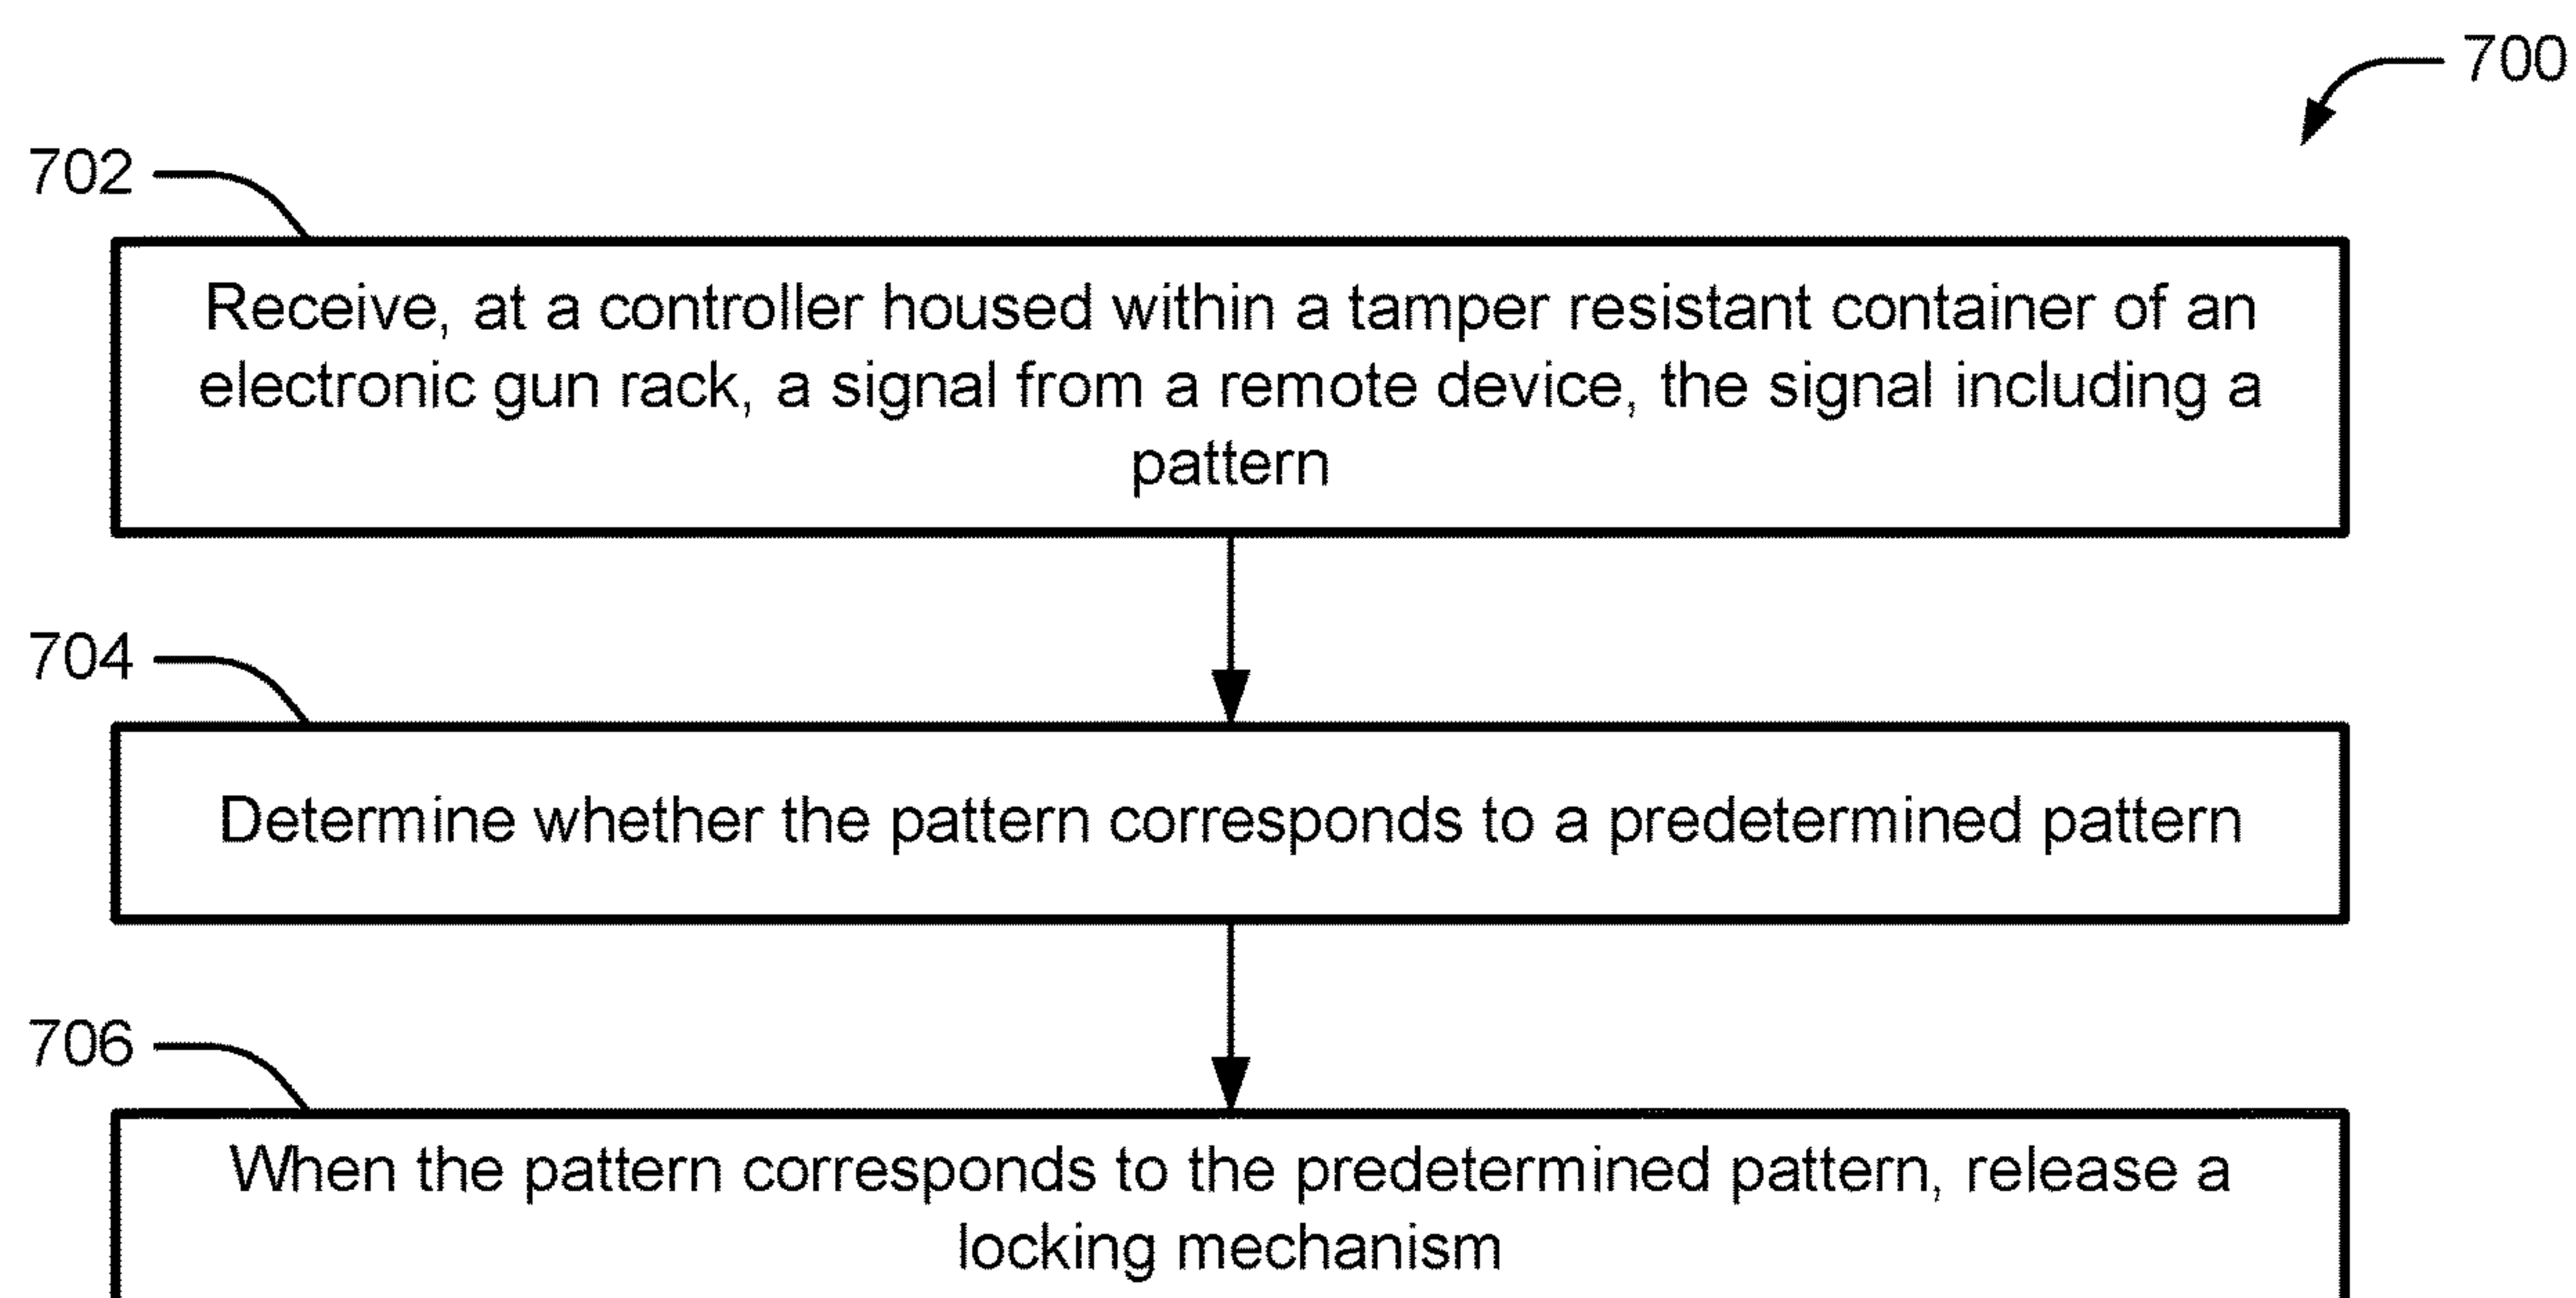 700
702
Receive, at a controller housed within a tamper resistant container of an
electronic gun rack, a signal from a remote device, the signal including a
pattern
704
Determine whether the pattern corresponds to a predetermined pattern
706
When the pattern corresponds to the predetermined pattern, release a
locking mechanism